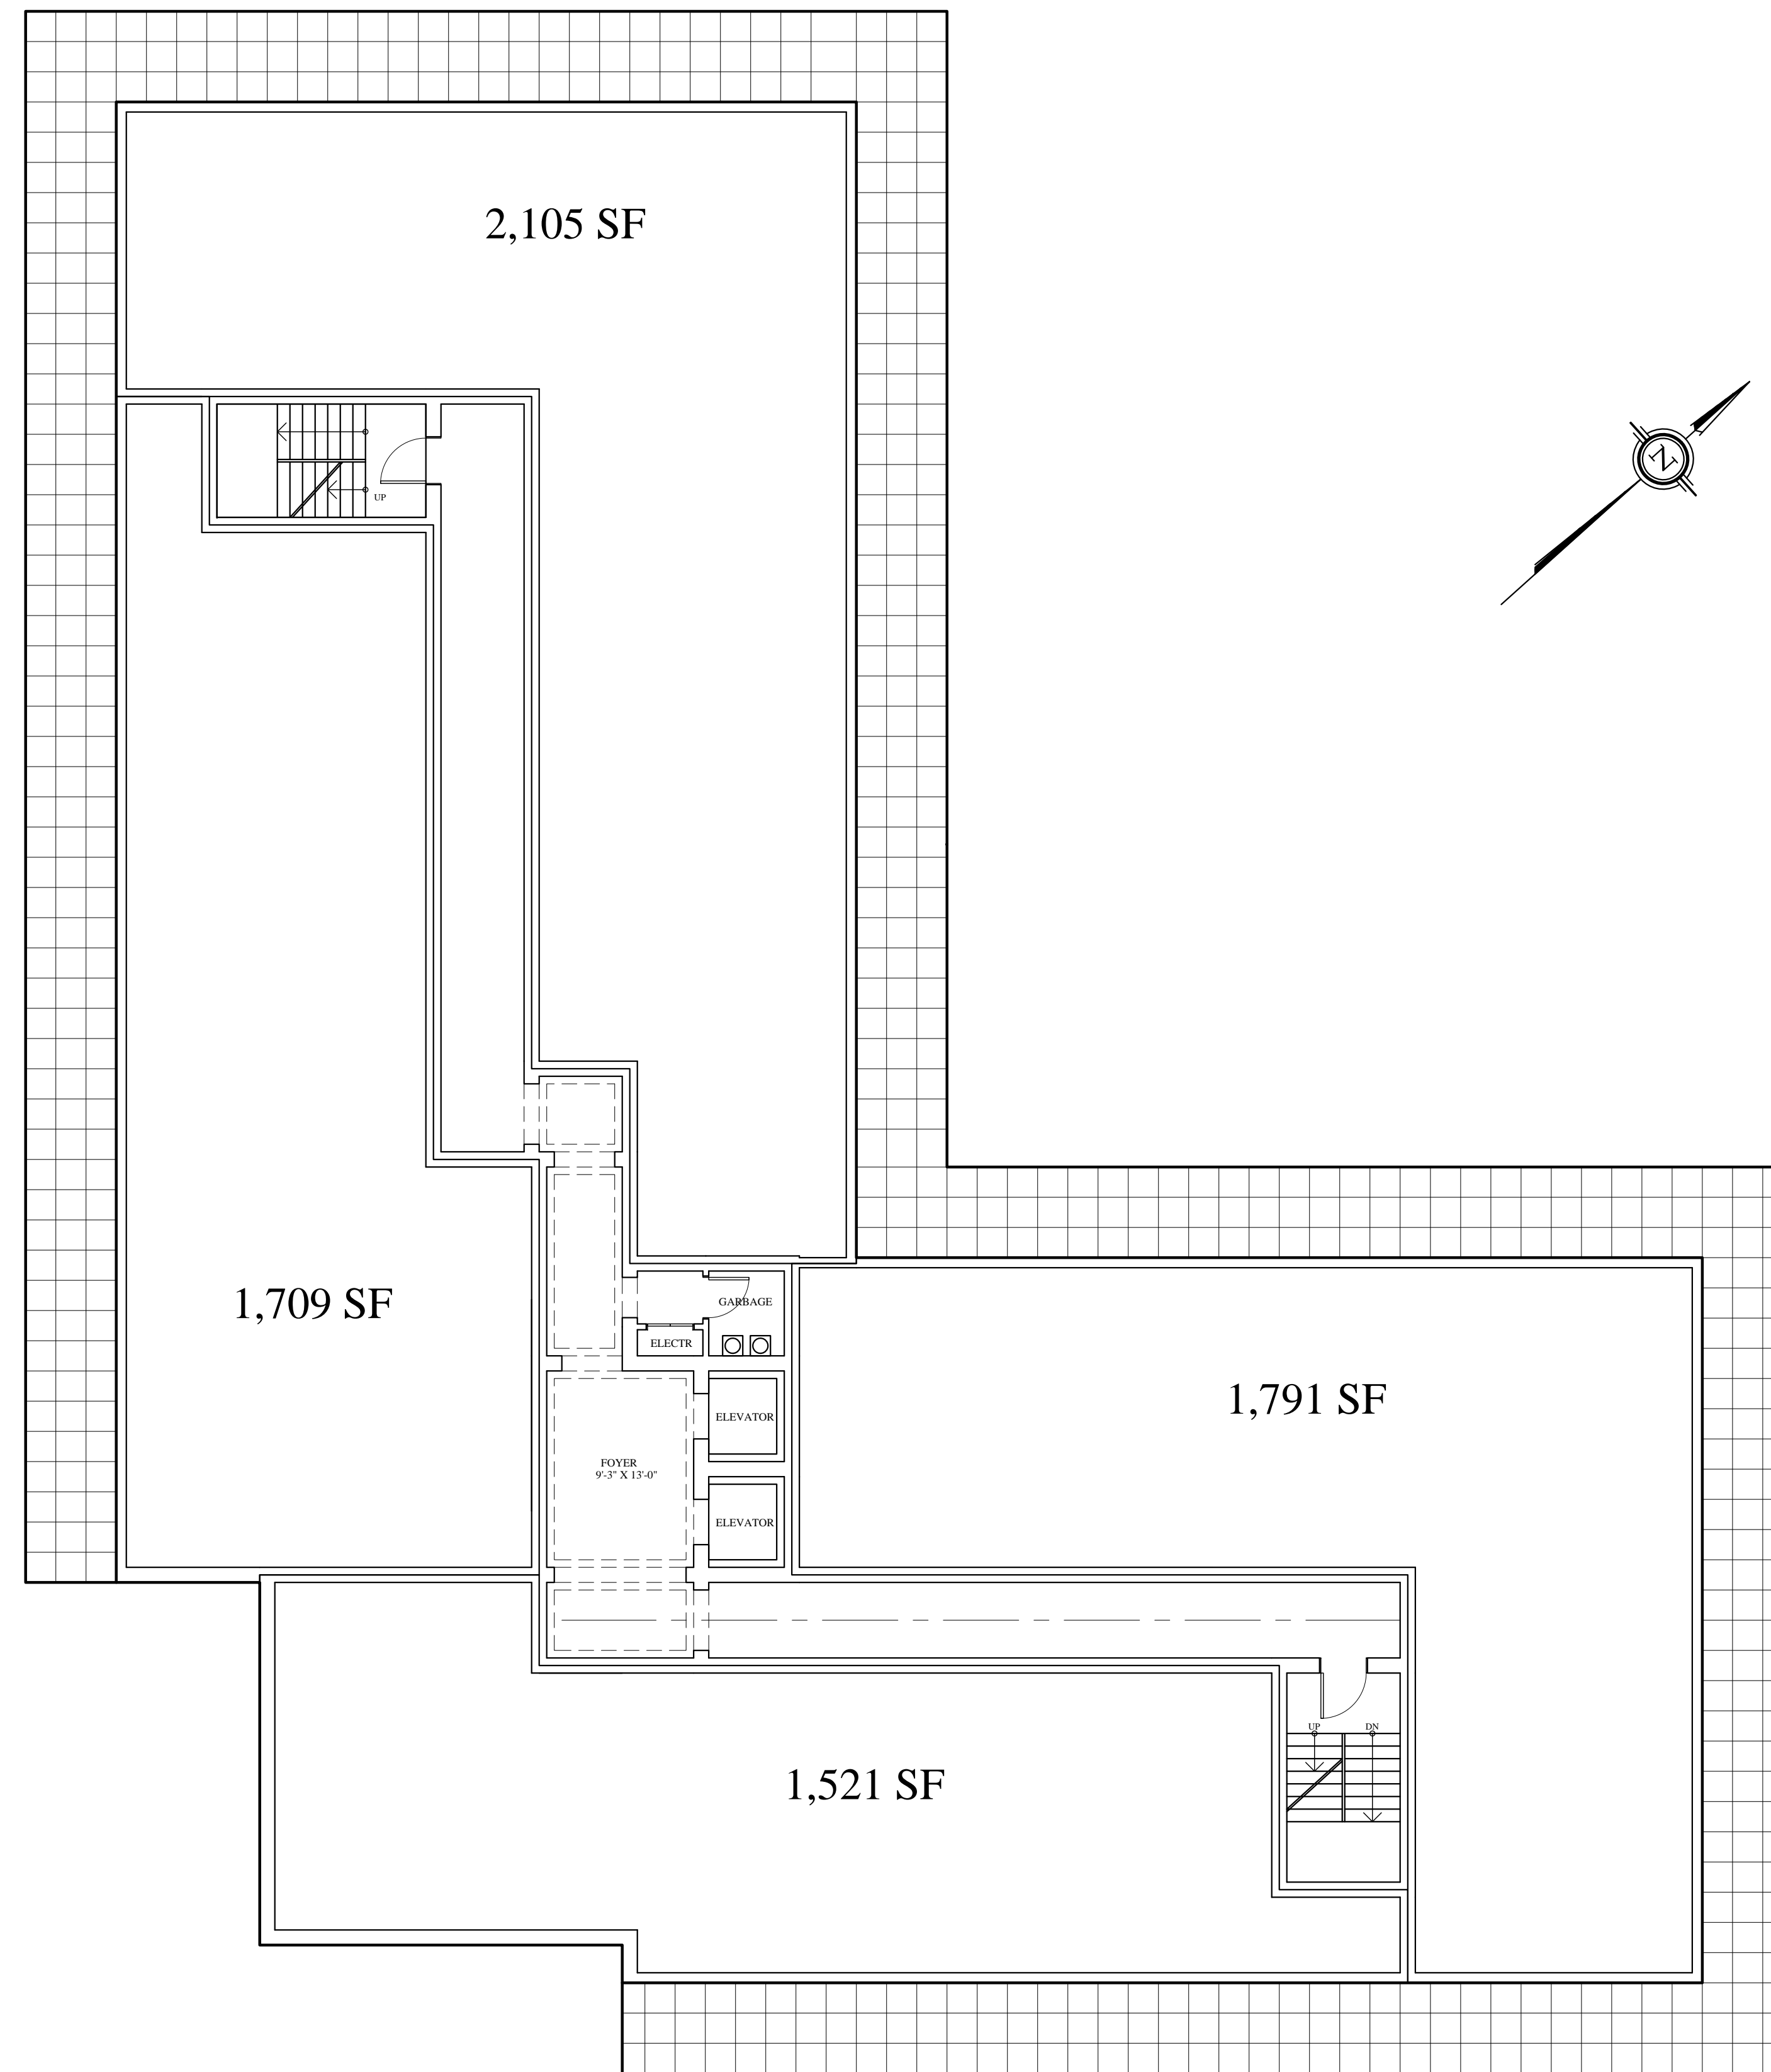 2,105 SF
N
UP
1,709 SF
GARBAGE
ELECTR
1,791 SF
ELEVATOR
FOYER
9'-3" X 13'-0"
ELEVATOR
UP
DN
1,521 SF